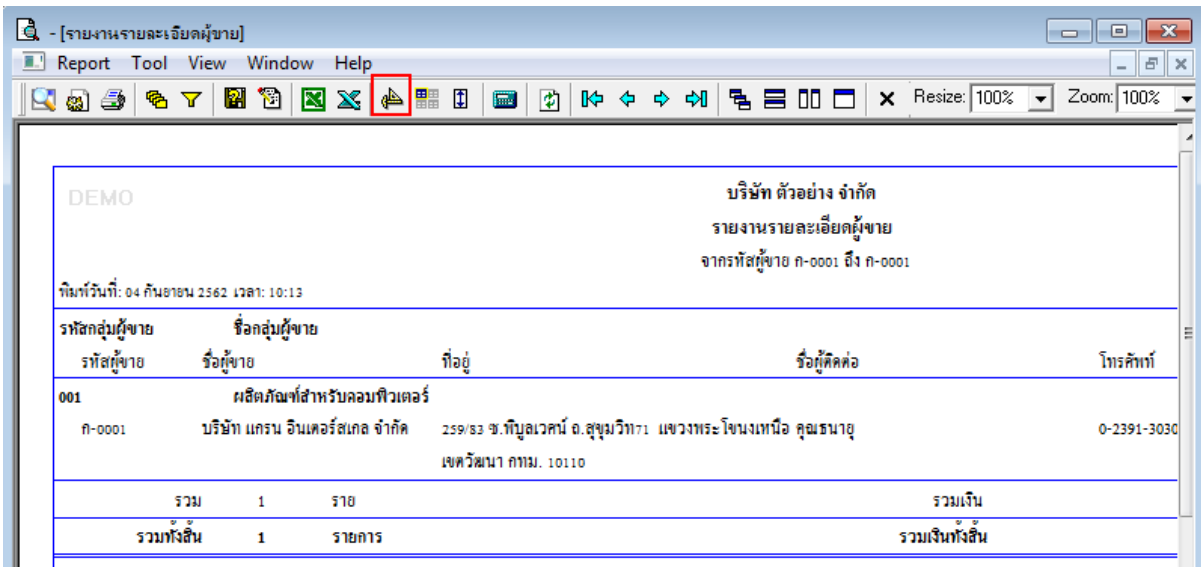 - [รายงานรายละเอียดผู้ขาย]
Report Tool View Window Help
Resize: 100% Zoom: 100%
DEMO
บริษัท ตัวอย่าง จำกัด
รายงานรายละเอียดผู้ขาย
จากรหัสผู้ขาย ก-0001 ถึง ก-0001
พิมพ์วันที่: 04 กันยายน 2562 เวลา: 10:13
รหัสกลุ่มผู้ขาย ชื่อกลุ่มผู้ขาย
รหัสผู้ขาย ชื่อผู้ขาย ที่อยู่ ชื่อผู้ติดต่อ โทรศัพท์
001 ผลิตภัณฑ์สำหรับคอมพิวเตอร์
ก-0001 บริษัท แกรน อินเตอร์สเกล จำกัด 259/83 ซ.พิบูลเวศน์ ถ.สุขุมวิท71 แขวงพระโขนงเหนือ คุณธนายุ 0-2391-3030
เขตวัฒนา กทม. 10110
รวม 1 ราย รวมเงิน
รวมทั้งสิ้น 1 รายการ รวมเงินทั้งสิ้น